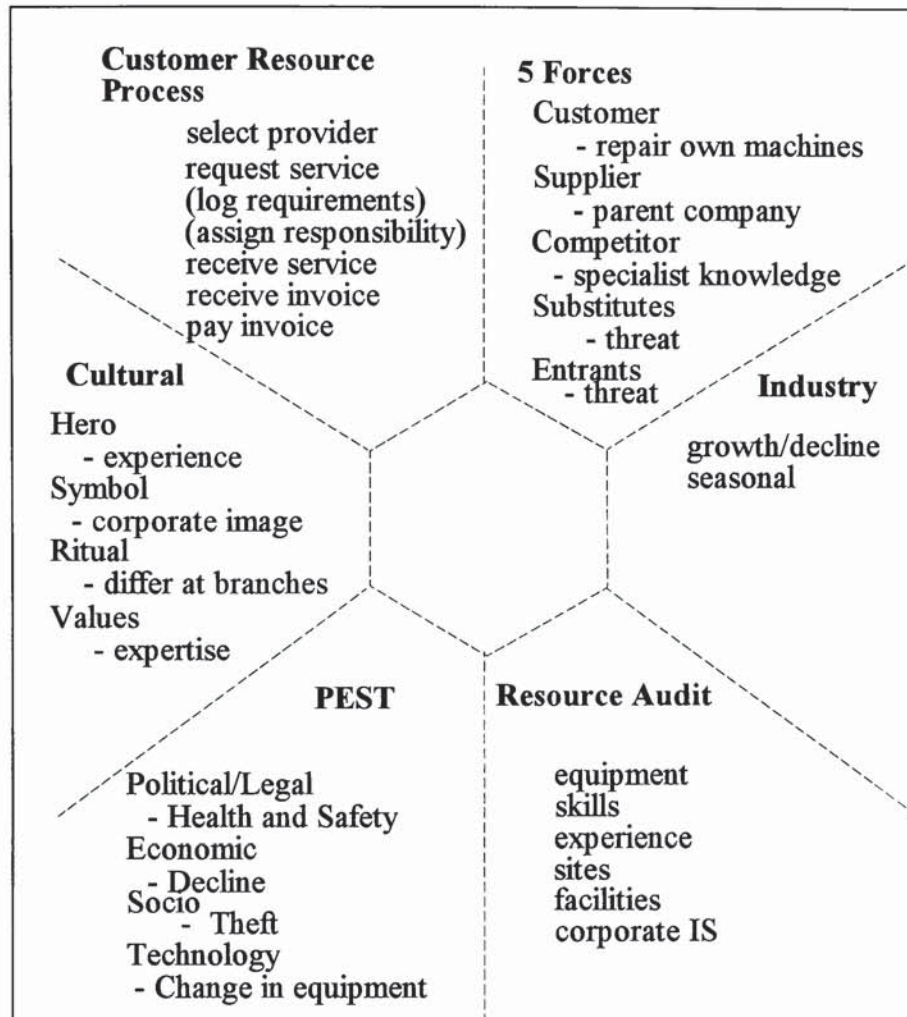 Customer Resource
Process
select provider
request service
(log requirements)
(assign responsibility)
receive service
receive invoice
pay invoice
5 Forces
Customer
- repair own machines
Supplier
- parent company
Competitor
- specialist knowledge
Substitutes
- threat
Entrants
- threat
Cultural
Hero
- experience
Symbol
- corporate image
Ritual
- differ at branches
Values
- expertise
Industry
growth/decline
seasonal
PEST
Political/Legal
- Health and Safety
Economic
- Decline
Socio
- Theft
Technology
- Change in equipment
Resource Audit
equipment
skills
experience
sites
facilities
corporate IS